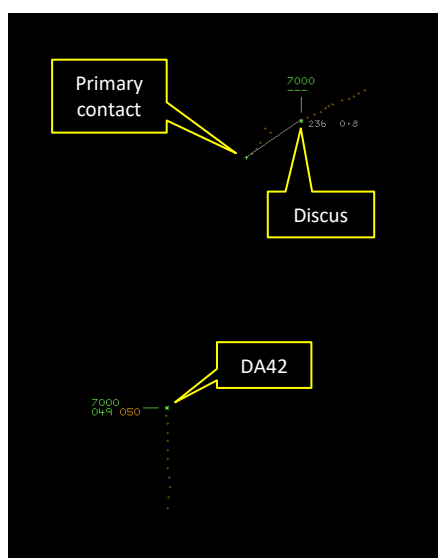 Primary
contact
7000
---
236 0.8
Discus
DA42
7000
049 050